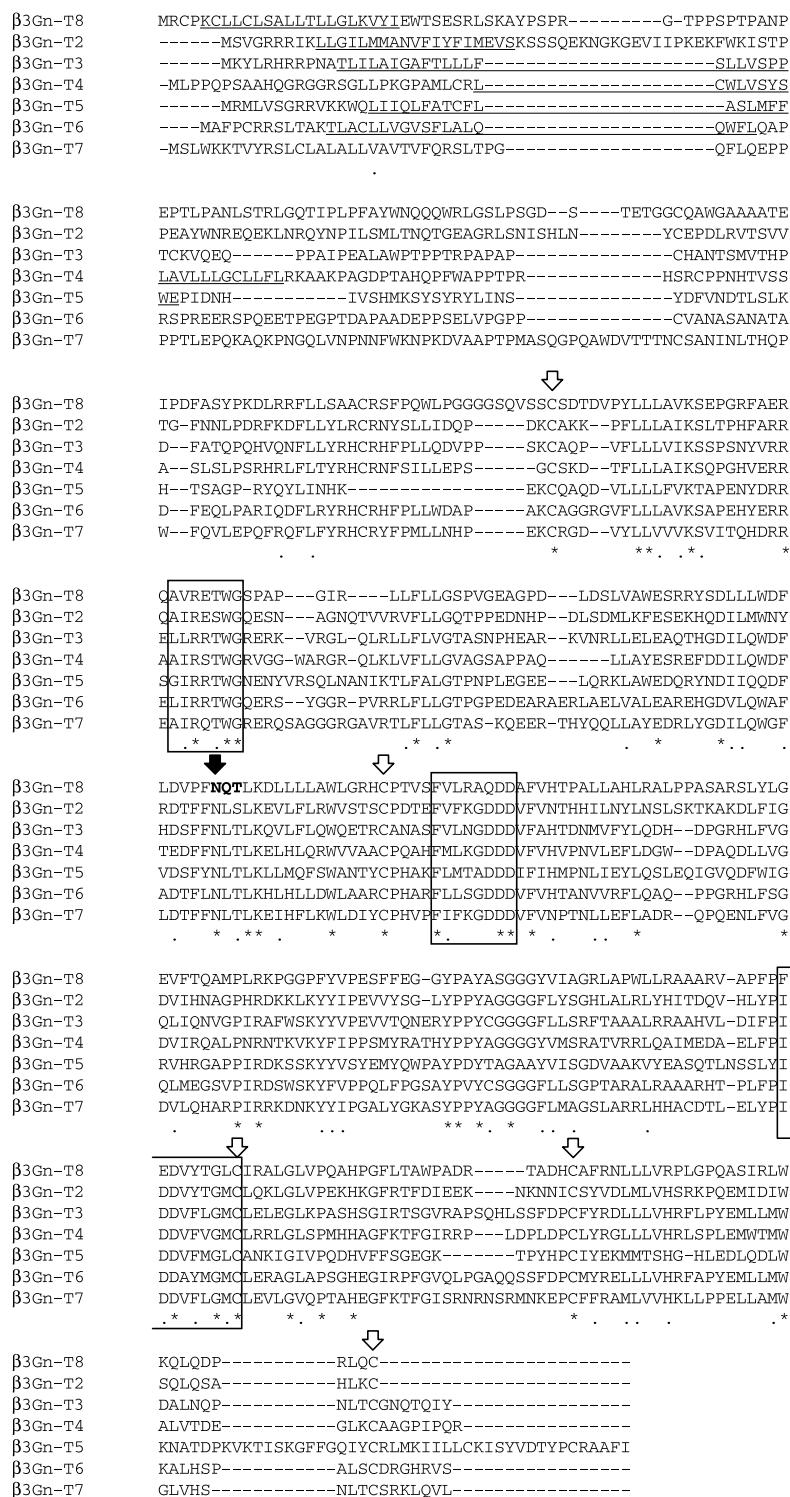 β3Gn-T8 MRCPKCLLCLSALLTLLGLKVYIEWTSESRLSKAYPSPR---------G-TPPSPTPANP
β3Gn-T2 ------MSVGRRRIKLLGILMMANVFIYFIMEVSKSSSQEKNGKGEVIIPKEKFWKISTP
β3Gn-T3 ------MKYLRHRRPNATLILAIGAFTLLLF----------------------SLLVSPP
β3Gn-T4 -MLPPQPSAAHQGRGGRSGLLPKGPAMLCRL----------------------CWLVSYS
β3Gn-T5 ------MRMLVSGRRVKKWQLIIQLFATCFL-----------------------ASLMFF
β3Gn-T6 ----MAFPCRRSLTAKTLACLLVGVSFLALQ----------------------QWFLQAP
β3Gn-T7 -MSLWKKTVYRSLCLALALLVAVTVFQRSLTPG--------------------QFLQEPP
.
β3Gn-T8 EPTLPANLSTRLGQTIPLPFAYWNQQQWRLGSLPSGD--S----TETGGCQAWGAAAATE
β3Gn-T2 PEAYWNREQEKLNRQYNPILSMLTNQTGEAGRLSNISHLN--------YCEPDLRVTSVV
β3Gn-T3 TCKVQEQ------PPAIPEALAWPTPPTRPAPAP--------------CHANTSMVTHP
β3Gn-T4 LAVLLLGCLLFLRKAAKPAGDPTAHQPFWAPPTPR-------------HSRCPPNHTVSS
β3Gn-T5 WEPIDNH-----------IVSHMKSYSYRYLINS--------------YDFVNDTLSLK
β3Gn-T6 RSPREERSPQEETPEGPTDAPAADEPPSELVPGPP-------------CVANASANATA
β3Gn-T7 PPTLEPQKAQKPNGQLVNPNNFWKNPKDVAAPTPMASQGPQAWDVTTTNCSANINLTHQP
β3Gn-T8 IPDFASYPKDLRRFLLSAACRSFPQWLPGGGGSQVSSCSDTDVPYLLLAVKSEPGRFAER
β3Gn-T2 TG-FNNLPDRFKDFLLYLRCRNYSLLIDQP-----DKCAKK--PFLLLAIKSLTPHFARR
β3Gn-T3 D--FATQPQHVQNFLLYRHCRHFPLLQDVPP----SKCAQP--VFLLLVIKSSPSNYVRR
β3Gn-T4 A--SLSLPSRHRLFLTYRHCRNFSILLEPS-----GCSKD--TFLLLAIKSQPGHVERR
β3Gn-T5 H--TSAGP-RYQYLINHK------------EKCQAQD-VLLLLFVKTAPENYDRR
β3Gn-T6 D--FEQLPARIQDFLRYRHCRHFPLLWDAP-----AKCAGGRGVFLLLAVKSAPEHYERR
β3Gn-T7 W--FQVLEPQFRQFLFYRHCRYFPMLLNHP-----EKCRGD--VYLLVVVKSVITQHDRR
. . * **. *. *
β3Gn-T8 QAVRETWGSPAP---GIR----LLFLLGSPVGEAGPD---LDSLVAWESRRYSDLLLWDF
β3Gn-T2 QAIRESWGQESN---AGNQTVVRVFLLGQTPPEDNHP---DLSDMLKFESEKHQDILMWNY
β3Gn-T3 ELLRRTWGRERK---VRGL-QLRLLFLVGTASNPHEAR--KVNRLLELEAQTHGDILQWDF
β3Gn-T4 AAIRSTWGRVGG--WARGR-QLKLVFLLGVAGSAPPAQ-----LLAYESREFDDILQWDF
β3Gn-T5 SGIRRTWGNENYVRSQLNANIKTLFALGTPNPLEGEE---LQRKLAWEDQRYNDIIQQDF
β3Gn-T6 ELIRRTWGQERS---YGGR-PVRRLFLLGTPGPEDEARAERLAELVALEAREHGDVLQWAF
β3Gn-T7 EAIRQTWGRERQSAGGGRGAVRTLFLLGTAS-KQEER-THYQQLLAYEDRLYGDILQWGF
.* .** *. * . * *.. .
β3Gn-T8 LDVPFNQTLKDLLLLAWLGRHCPTVSFVLRAQDDAFVHTPALLAHLRALPPASARSLYLG
β3Gn-T2 RDTFFNLSLKEVLFLRWVSTSCPDTEFVFKGDDDVFVNTHHILNYLNSLSKTKAKDLFIG
β3Gn-T3 HDSFFNLTLKQVLFLQWQETRCANASFVLNGDDDVFAHTDNMVFYLQDH--DPGRHLFVG
β3Gn-T4 TEDFFNLTLKELHLQRWVVAACPQAHFMLKGDDDVFVHVPNVLEFLDGW--DPAQDLLVG
β3Gn-T5 VDSFYNLTLKLLMQFSWANTYCPHAKFLMTADDDIFIHMPNLIEYLQSLEQIGVQDFWIG
β3Gn-T6 ADTFLNLTLKHLHLLDWLAARCPHARFLLSGDDDVFVHTANVVRFLQAQ--PPGRHLFSG
β3Gn-T7 LDTFFNLTLKEIHFLKWLDIYCPHVPFIFKGDDDVFVNPTNLLEFLADR--QPQENLFVG
. * .** . * * *. ** * . .. * *
β3Gn-T8 EVFTQAMPLRKPGGPFYVPESFFEG-GYPAYASGGGYVIAGRLAPWLLRAAARV-APFPF
β3Gn-T2 DVIHNAGPHRDKKLKYYIPEVVYSG-LYPPYAGGGGFLYSGHLALRLYHITDQV-HLYPI
β3Gn-T3 QLIQNVGPIRAFWSKYYVPEVVTQNERYPPYCGGGGFLLSRFTAAALRRAAHVL-DIFPI
β3Gn-T4 DVIRQALPNRNTKVKYFIPPSMYRATHYPPYAGGGGYVMSRATVRRLQAIMEDA-ELFPI
β3Gn-T5 RVHRGAPPIRDKSSKYYVSYEMYQWPAYPDYTAGAAYVISGDVAAKVYEASQTLNSSLYI
β3Gn-T6 QLMEGSVPIRDSWSKYFVPPQLFPGSAYPVYCSGGGFLLSGPTARALRAAARHT-PLFPI
β3Gn-T7 DVLQHARPIRRKDNKYYIPGALYGKASYPPYAGGGGFLMAGSLARRLHHACDTL-ELYPI
. * * .. ** * * .. . .
β3Gn-T8 EDVYTGLCIRALGLVPQAHPGFLTAWPADR-----TADHCAFRNLLLVRPLGPQASIRLW
β3Gn-T2 DDVYTGMCLQKLGLVPEKHKGFRTFDIEEK-----NKNNICSYVDLMLVHSRKPQEMIDIW
β3Gn-T3 DDVFLGMCLELEGLKPASHSGIRTSGVRAPSQHLSSFDPCFYRDLLLVHRFLPYEMLLMW
β3Gn-T4 DDVFVGMCLRRLGLSPMHHAGFKTFGIRRP---LDPLDPCLYRGLLLVHRLSPLEMWTMW
β3Gn-T5 DDVFMGLCANKIGIVPQDHVFFSGEGK-------TPYHPCIYEKMMTSHG-HLEDLQDLW
β3Gn-T6 DDAYMGMCLERAGLAPSGHEGIRPFGVQLPGAQQSSFDPCMYRELLLVHRFAPYEMLLMW
β3Gn-T7 DDVFLGMCLEVLGVQPTAHEGFKTFGISRNRNSRMNKEPCFFRAMLVVHKLLPPELLAMW
.* *.* *. * * * . .. . .*
β3Gn-T8 KQLQDP-----------RLQC------------------------
β3Gn-T2 SQLQSA-----------HLKC------------------------
β3Gn-T3 DALNQP-----------NLTCGNQTQIY-----------------
β3Gn-T4 ALVTDE-----------GLKCAAGPIPQR----------------
β3Gn-T5 KNATDPKVKTISKGFFGQIYCRLMKIILLCKISYVDTYPCRAAFI
β3Gn-T6 KALHSP-----------ALSCDRGHRVS-----------------
β3Gn-T7 GLVHS------------NLTCSRKLQVL-----------------